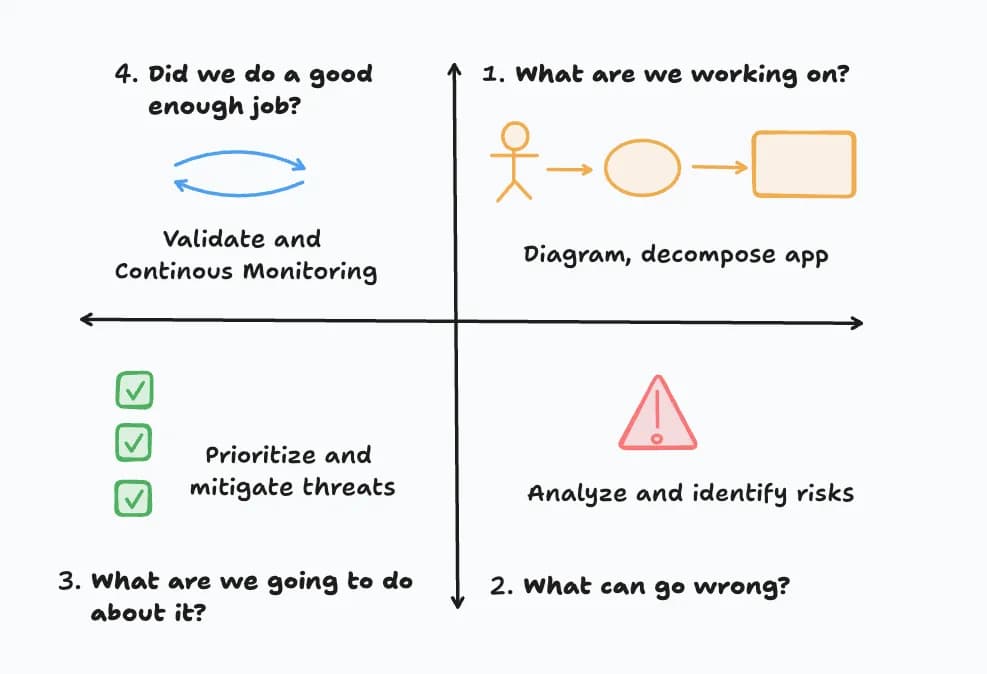 4. Did we do a good
enough job?
Validate and
Continous Monitoring
1. What are we working on?
Diagram, decompose app
Prioritize and
mitigate threats
3. What are we going to do
about it?
Analyze and identify risks
2. What can go wrong?